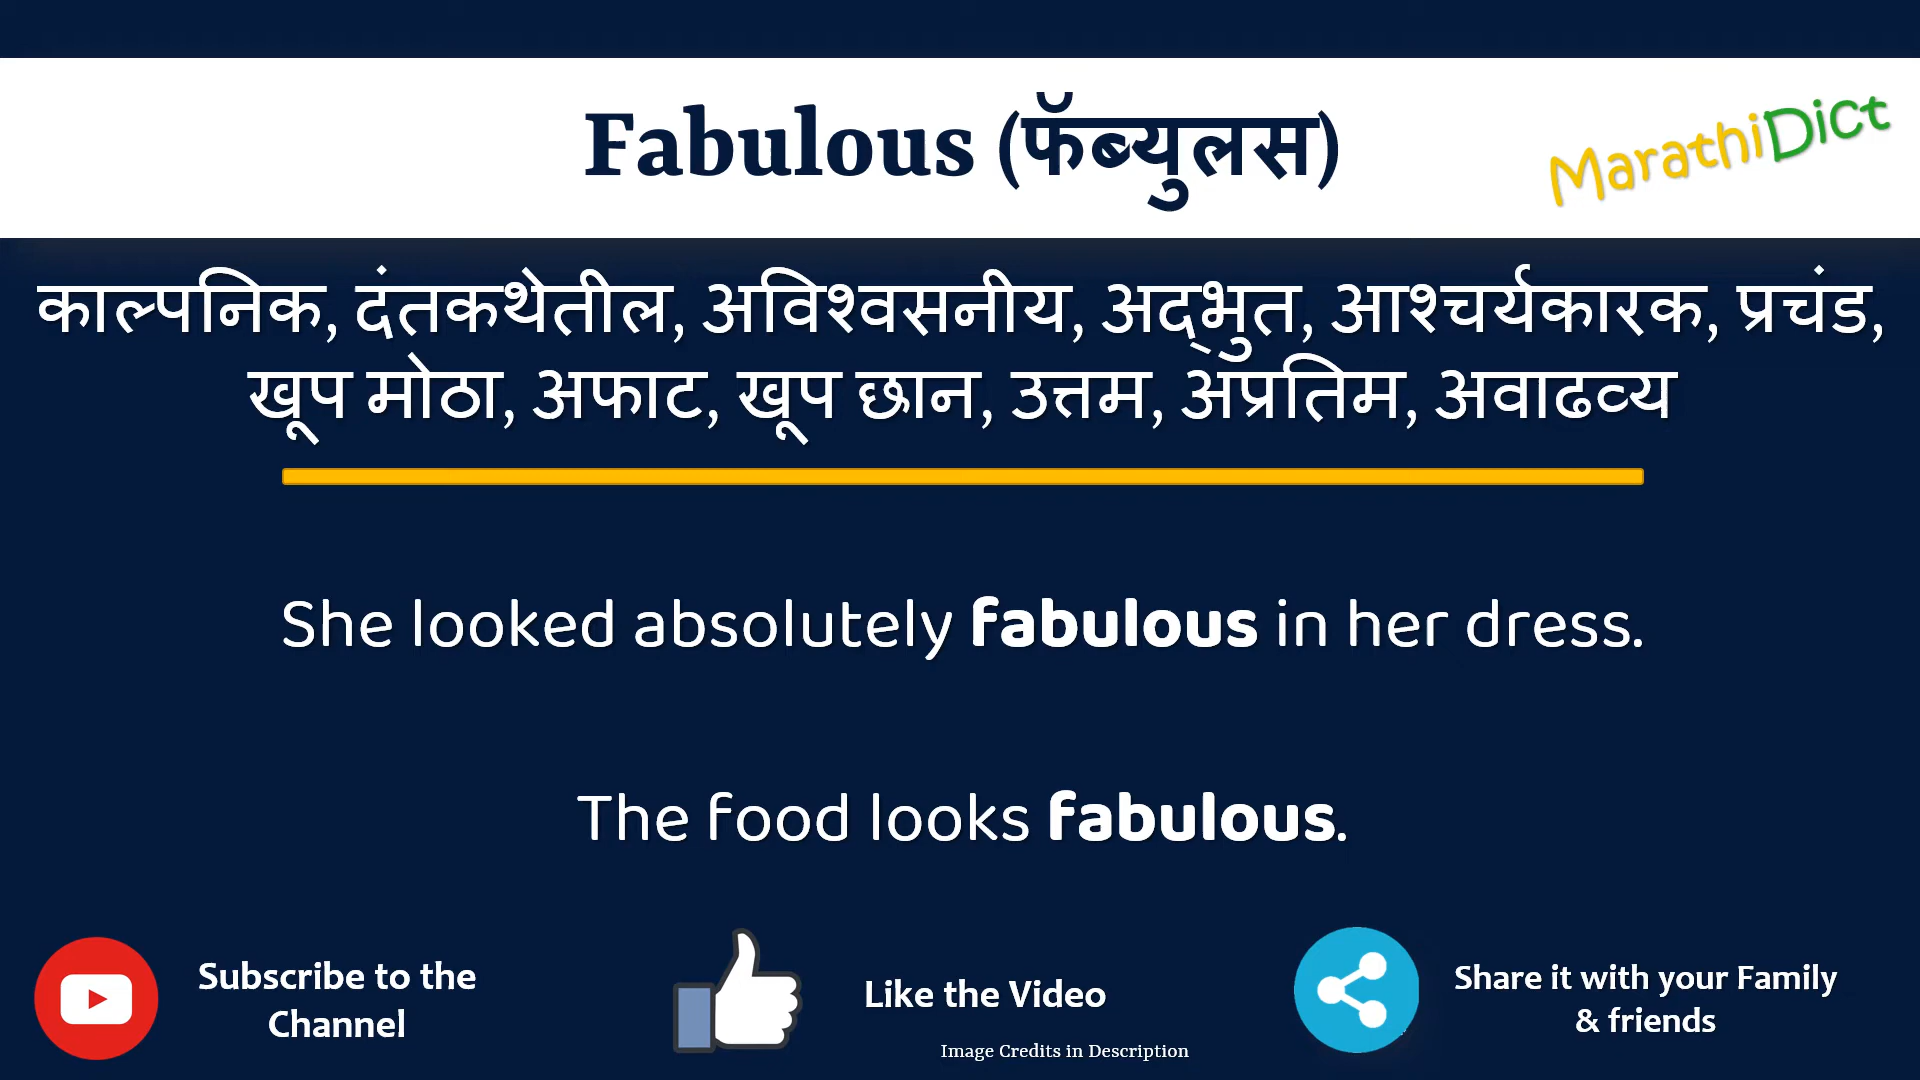 Fabulous (फॅब्युलस)
MarathiDict
काल्पनिक, दंतकथेतील, अविश्वसनीय, अद्‌भुत, आश्चर्यकारक, प्रचंड,
खूप मोठा, अफाट, खूप छान, उत्तम, अप्रतिम, अवाढव्य
She looked absolutely fabulous in her dress.
The food looks fabulous.
Subscribe to the
Channel
Like the Video
Share it with your Family
& friends
Image Credits in Description